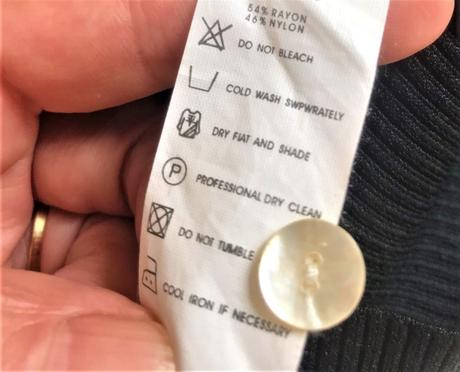 54% RAYON
46% NYLON
DO NOT BLEACH
COLD WASH SWPWRATELY
DRY FIAT AND SHADE
P PROFESSIONAL DRY CLEAN
DO NOT TUMBLE
COOL IRON IF NECESSARY